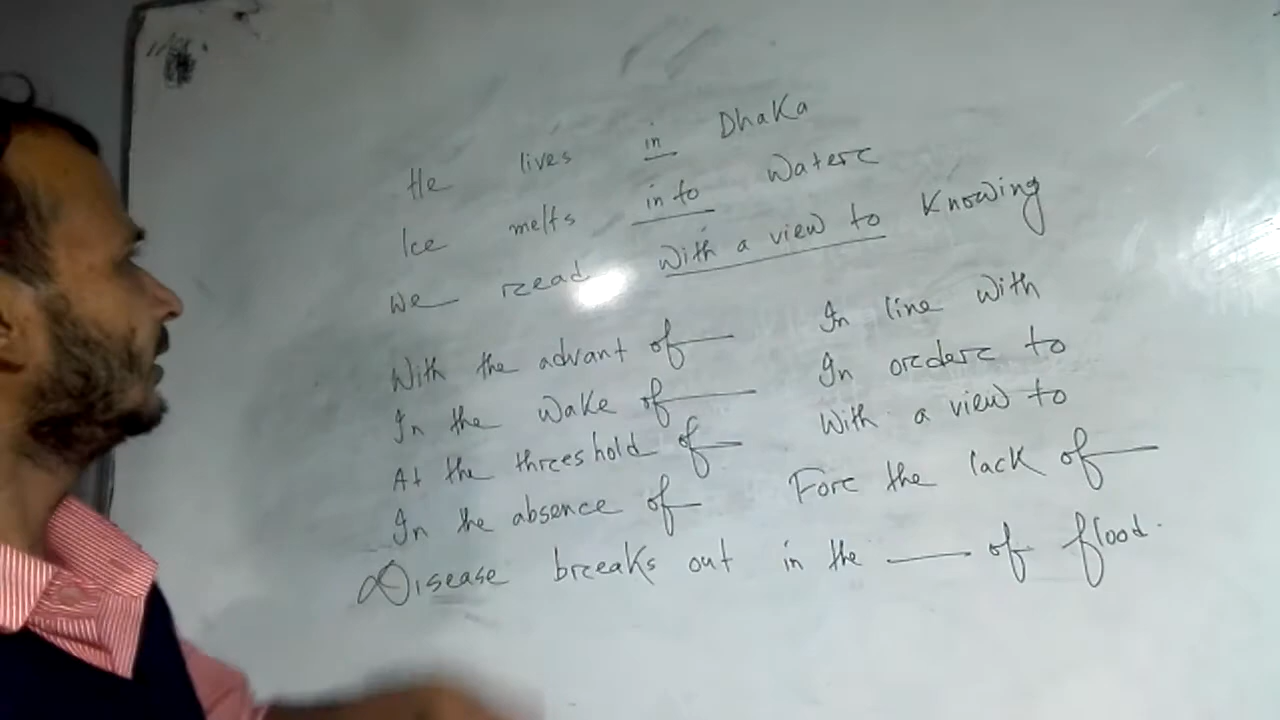 He lives in Dhaka
Ice melts into Water
We read With a view to Knowing
With the advant of —
In the Wake of —
At the threshold of —
In the absence of —
In line with
In order to
With a view to
For the lack of —
Disease breaks out in the — of flood.